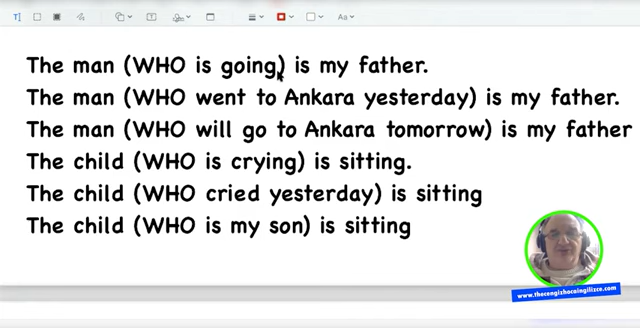 The man (WHO is going) is my father.
The man (WHO went to Ankara yesterday) is my father.
The man (WHO will go to Ankara tomorrow) is my father
The child (WHO is crying) is sitting.
The child (WHO cried yesterday) is sitting
The child (WHO is my son) is sitting
www.thecengizhocaingilizce.com